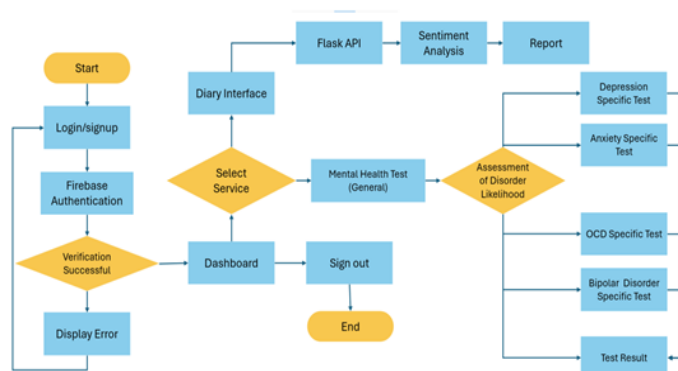 Start
Login/signup
Firebase
Authentication
Verification
Successful
Display Error
Flask API
Sentiment
Analysis
Report
Diary Interface
Select
Service
Mental Health Test
(General)
Assessment
of Disorder
Likelihood
Dashboard
Sign out
End
Depression
Specific Test
Anxiety Specific
Test
OCD Specific Test
Bipolar Disorder
Specific Test
Test Result